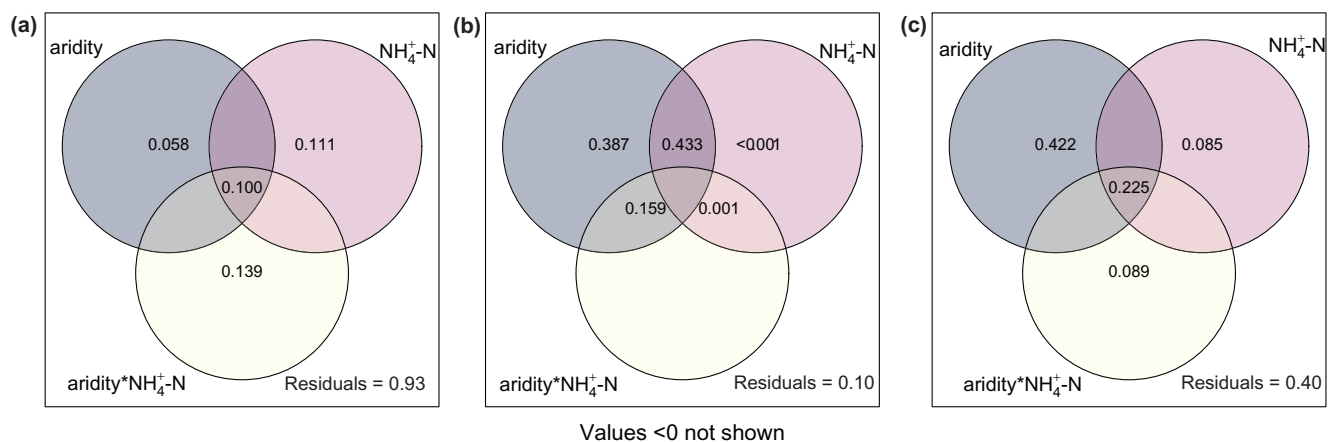 (a)
aridity
NH₄⁺-N
0.058
0.111
0.100
0.139
aridity*NH₄⁺-N
Residuals = 0.93
(b)
aridity
NH₄⁺-N
0.387
0.433
<0.001
0.159
0.001
aridity*NH₄⁺-N
Residuals = 0.10
(c)
aridity
NH₄⁺-N
0.422
0.085
0.225
0.089
aridity*NH₄⁺-N
Residuals = 0.40
Values <0 not shown